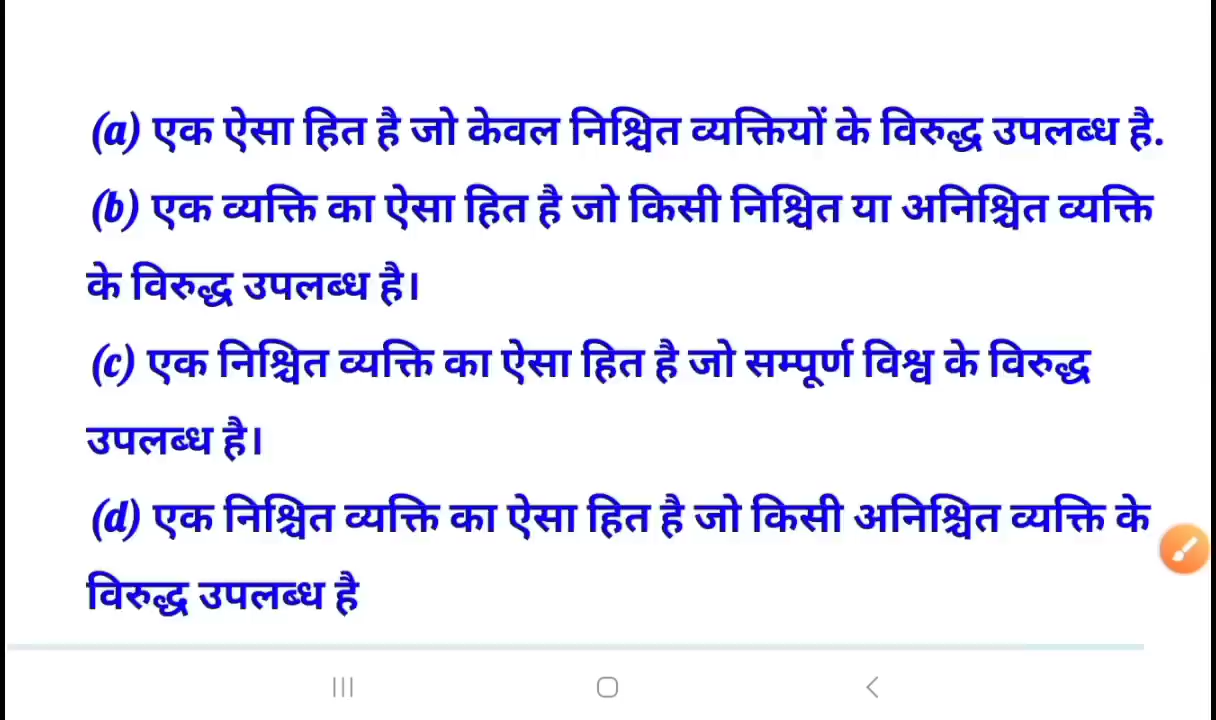 (a) एक ऐसा हित है जो केवल निश्चित व्यक्तियों के विरुद्ध उपलब्ध है.
(b) एक व्यक्ति का ऐसा हित है जो किसी निश्चित या अनिश्चित व्यक्ति
के विरुद्ध उपलब्ध है।
(c) एक निश्चित व्यक्ति का ऐसा हित है जो सम्पूर्ण विश्व के विरुद्ध
उपलब्ध है।
(d) एक निश्चित व्यक्ति का ऐसा हित है जो किसी अनिश्चित व्यक्ति के
विरुद्ध उपलब्ध है